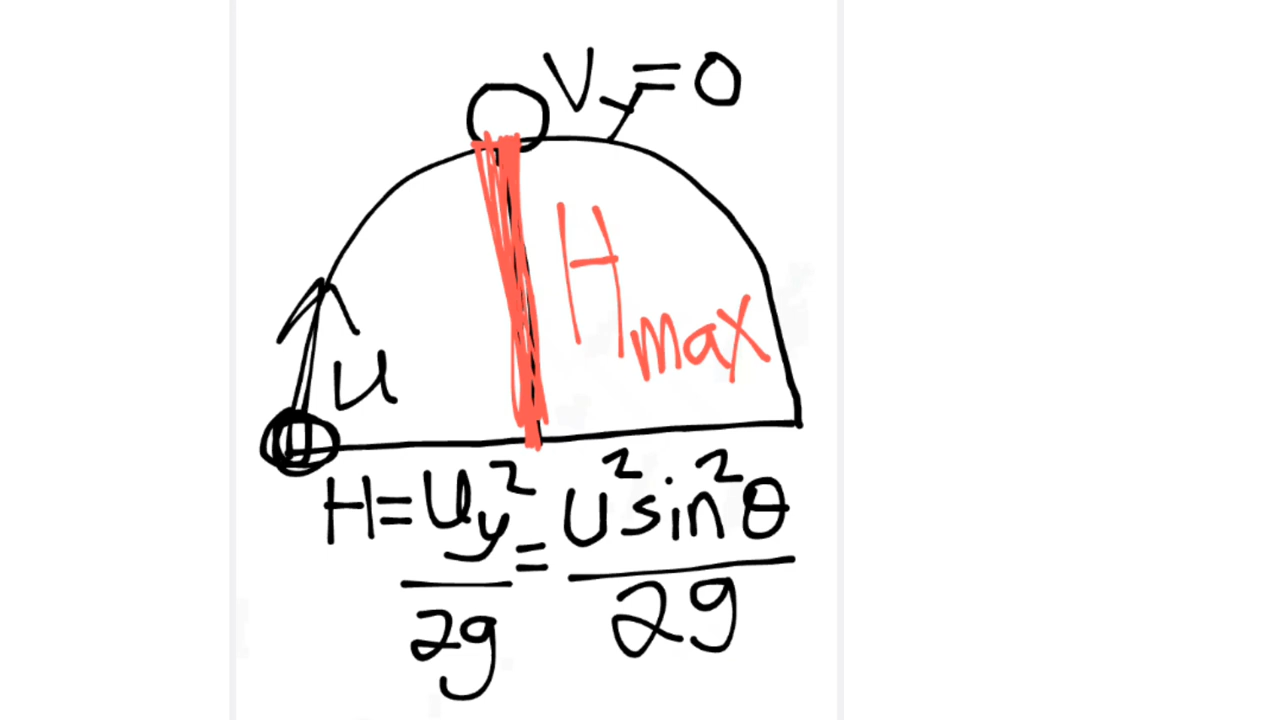 Vy=0
Hmax
u
H=Uy²/2g = U²sin²θ/2g